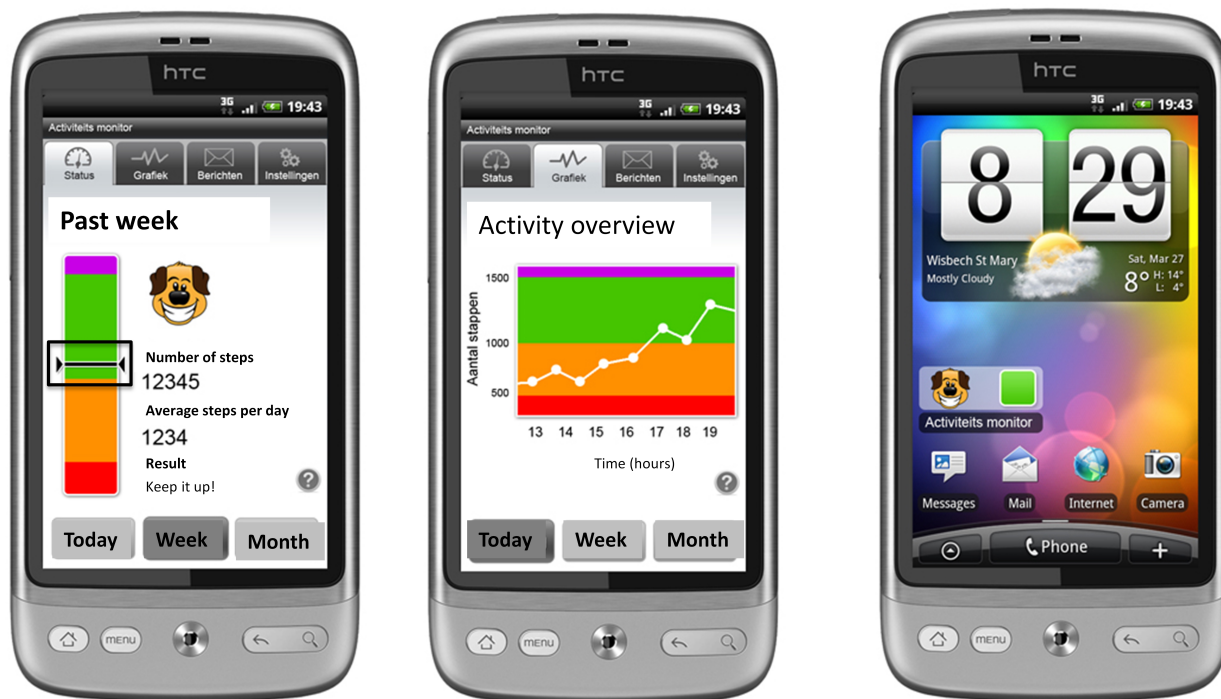 hTC
3G 19:43
Activiteits monitor
Status Grafiek Berichten Instellingen
Past week
Number of steps
12345
Average steps per day
1234
Result
Keep it up!
?
Today Week Month
MENU
hTC
3G 19:43
Activiteits monitor
Status Grafiek Berichten Instellingen
Activity overview
Aantal stappen
1500
1000
500
13 14 15 16 17 18 19
Time (hours)
?
Today Week Month
MENU
hTC
3G 19:43
8 29
Wisbech St Mary
Mostly Cloudy
Sat, Mar 27
8° H: 14°
L: 4°
Activiteits monitor
Messages Mail Internet Camera
Phone
+
MENU